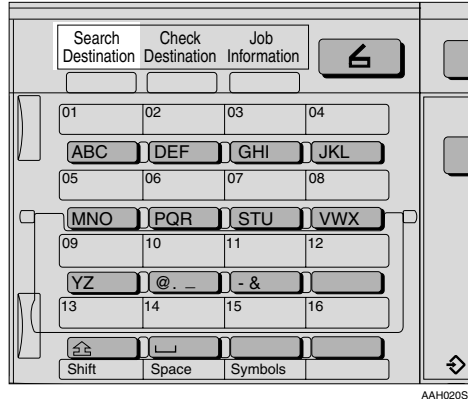 Search Check Job
Destination Destination Information
01 02 03 04
ABC DEF GHI JKL
05 06 07 08
MNO PQR STU VWX
09 10 11 12
YZ @. _ - &
13 14 15 16
Shift Space Symbols
AAH020S